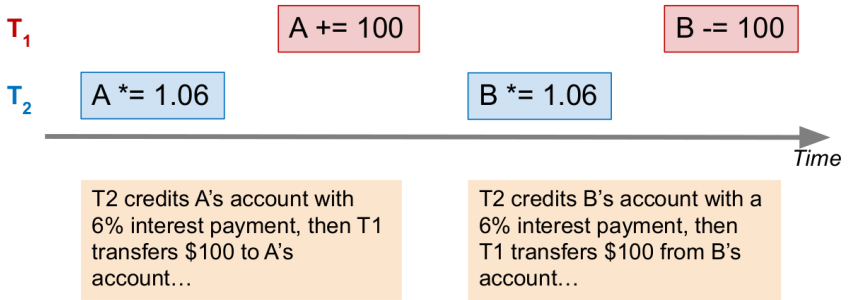 T1 A += 100 B -= 100
T2 A *= 1.06 B *= 1.06
Time
T2 credits A’s account with
6% interest payment, then T1
transfers $100 to A’s
account…
T2 credits B’s account with a
6% interest payment, then
T1 transfers $100 from B’s
account…